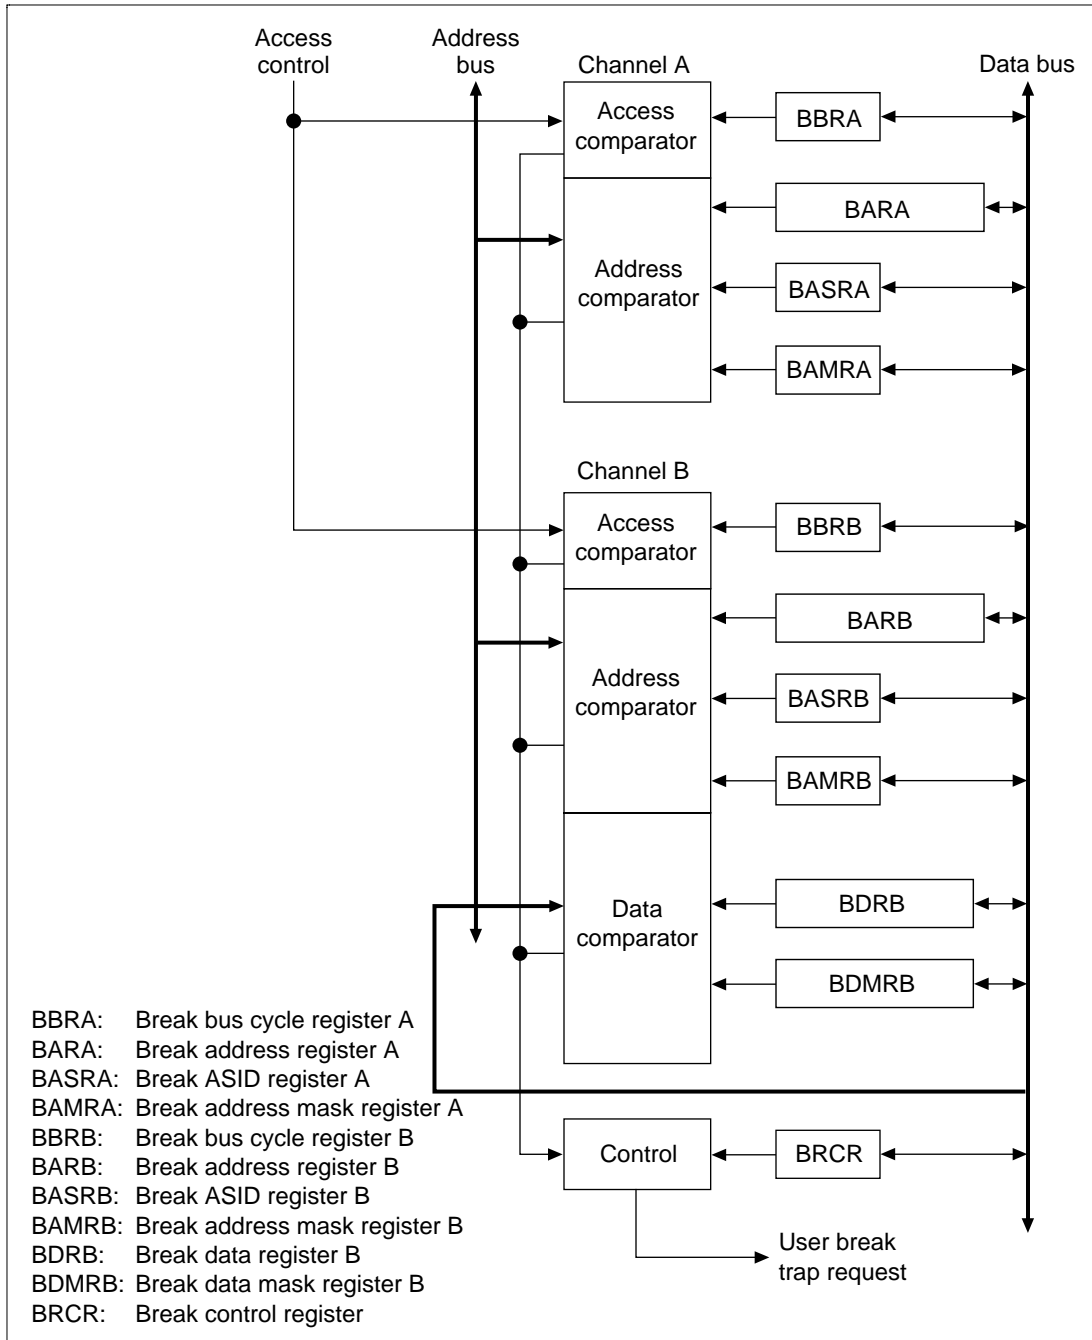 Access
control
Address
bus
Channel A
Data bus
Access
comparator
BBRA
BARA
Address
comparator
BASRA
BAMRA
Channel B
Access
comparator
BBRB
BARB
Address
comparator
BASRB
BAMRB
Data
comparator
BDRB
BDMRB
Control
BRCR
User break
trap request
BBRA: Break bus cycle register A
BARA: Break address register A
BASRA: Break ASID register A
BAMRA: Break address mask register A
BBRB: Break bus cycle register B
BARB: Break address register B
BASRB: Break ASID register B
BAMRB: Break address mask register B
BDRB: Break data register B
BDMRB: Break data mask register B
BRCR: Break control register